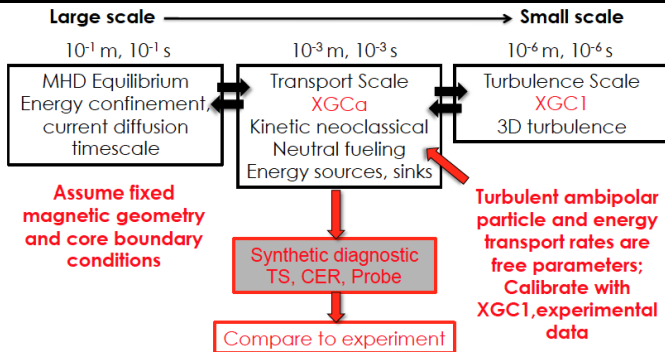 Large scale
Small scale
10⁻¹ m, 10⁻¹ s
10⁻³ m, 10⁻³ s
10⁻⁶ m, 10⁻⁶ s
MHD Equilibrium
Energy confinement,
current diffusion
timescale
Transport Scale
XGCa
Kinetic neoclassical
Neutral fueling
Energy sources, sinks
Turbulence Scale
XGC1
3D turbulence
Assume fixed
magnetic geometry
and core boundary
conditions
Turbulent ambipolar
particle and energy
transport rates are
free parameters;
Calibrate with
XGC1,experimental
data
Synthetic diagnostic
TS, CER, Probe
Compare to experiment